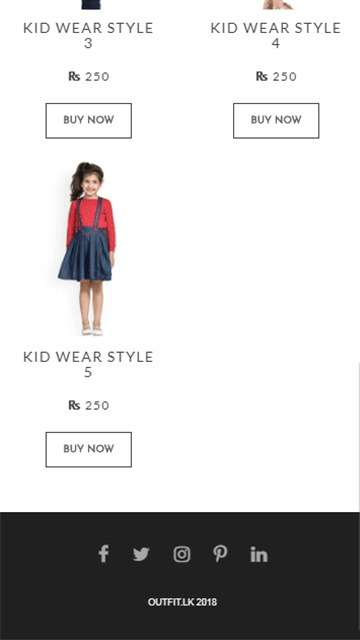 KID WEAR STYLE
3
KID WEAR STYLE
4
₨ 250
₨ 250
BUY NOW
BUY NOW
KID WEAR STYLE
5
₨ 250
BUY NOW
OUTFIT.LK 2018